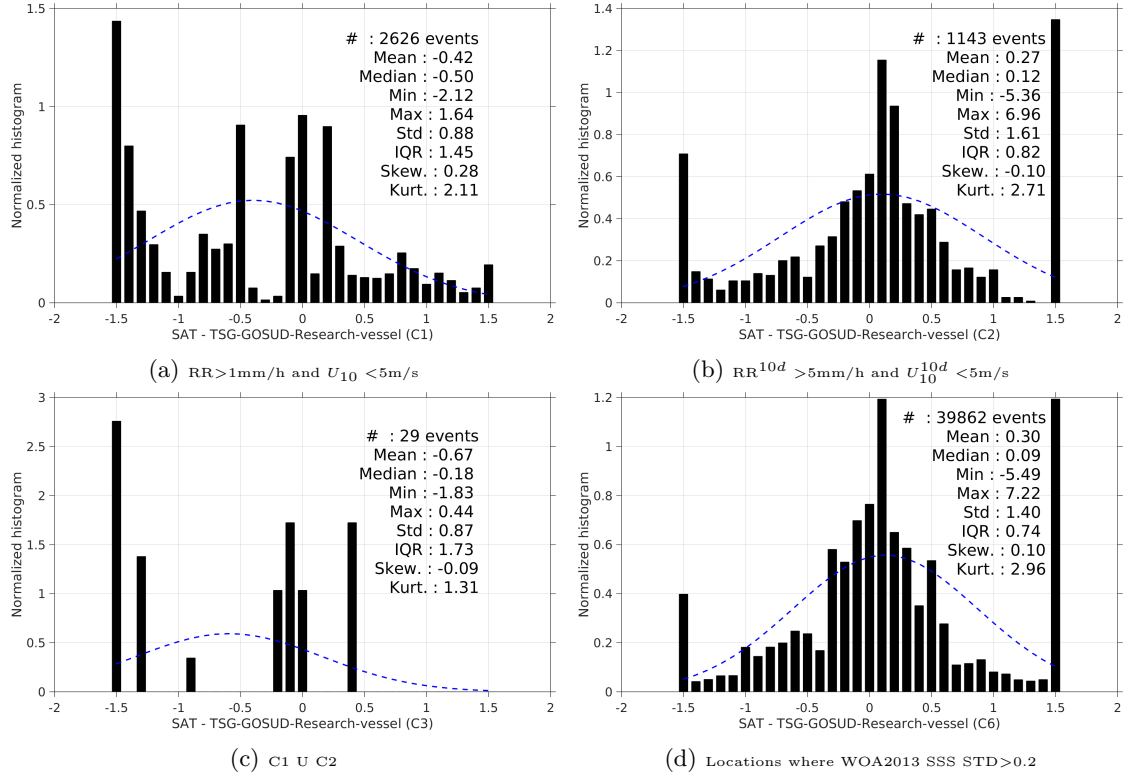 1.5
1
0.5
0
Normalized histogram
# : 2626 events
Mean : -0.42
Median : -0.50
Min : -2.12
Max : 1.64
Std : 0.88
IQR : 1.45
Skew. : 0.28
Kurt. : 2.11
-2 -1.5 -1 -0.5 0 0.5 1 1.5 2
SAT - TSG-GOSUD-Research-vessel (C1)
(a) RR>1mm/h and U10 <5m/s
1.4
1.2
1
0.8
0.6
0.4
0.2
0
Normalized histogram
# : 1143 events
Mean : 0.27
Median : 0.12
Min : -5.36
Max : 6.96
Std : 1.61
IQR : 0.82
Skew. : -0.10
Kurt. : 2.71
-2 -1.5 -1 -0.5 0 0.5 1 1.5 2
SAT - TSG-GOSUD-Research-vessel (C2)
(b) RR10d >5mm/h and U10d10 <5m/s
3
2.5
2
1.5
1
0.5
0
Normalized histogram
# : 29 events
Mean : -0.67
Median : -0.18
Min : -1.83
Max : 0.44
Std : 0.87
IQR : 1.73
Skew. : -0.09
Kurt. : 1.31
-2 -1.5 -1 -0.5 0 0.5 1 1.5 2
SAT - TSG-GOSUD-Research-vessel (C3)
(c) C1 U C2
1.2
1
0.8
0.6
0.4
0.2
0
Normalized histogram
# : 39862 events
Mean : 0.30
Median : 0.09
Min : -5.49
Max : 7.22
Std : 1.40
IQR : 0.74
Skew. : 0.10
Kurt. : 2.96
-2 -1.5 -1 -0.5 0 0.5 1 1.5 2
SAT - TSG-GOSUD-Research-vessel (C6)
(d) Locations where WOA2013 SSS STD>0.2